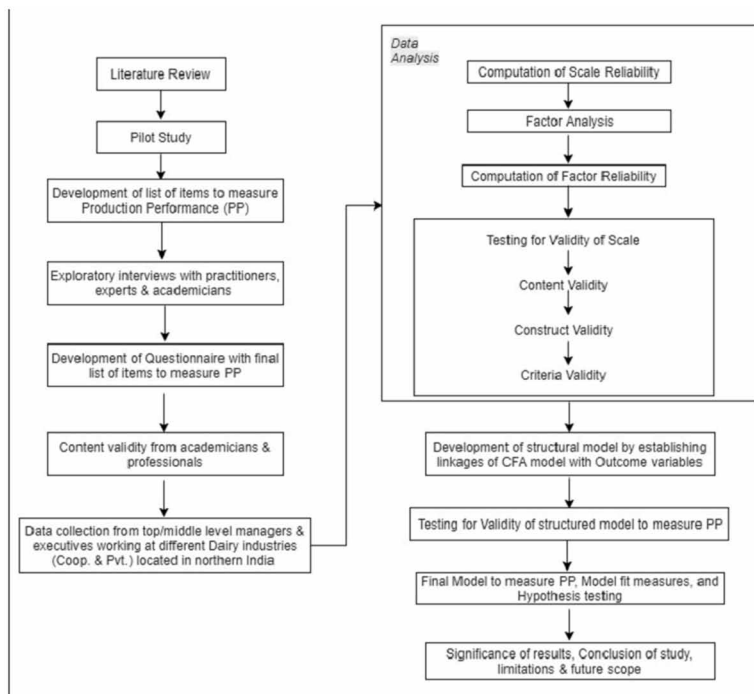 Literature Review
Pilot Study
Development of list of items to measure
Production Performance (PP)
Exploratory interviews with practitioners,
experts & academicians
Development of Questionnaire with final
list of items to measure PP
Content validity from academicians &
professionals
Data collection from top/middle level managers &
executives working at different Dairy industries
(Coop. & Pvt.) located in northern India
Data
Analysis
Computation of Scale Reliability
Factor Analysis
Computation of Factor Reliability
Testing for Validity of Scale
Content Validity
Construct Validity
Criteria Validity
Development of structural model by establishing
linkages of CFA model with Outcome variables
Testing for Validity of structured model to measure PP
Final Model to measure PP, Model fit measures, and
Hypothesis testing
Significance of results, Conclusion of study,
limitations & future scope